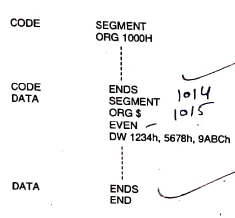 CODE SEGMENT
ORG 1000H
CODE ENDS
DATA SEGMENT 1014
ORG $ 1015
EVEN
DW 1234h, 5678h, 9ABCh
DATA ENDS
END